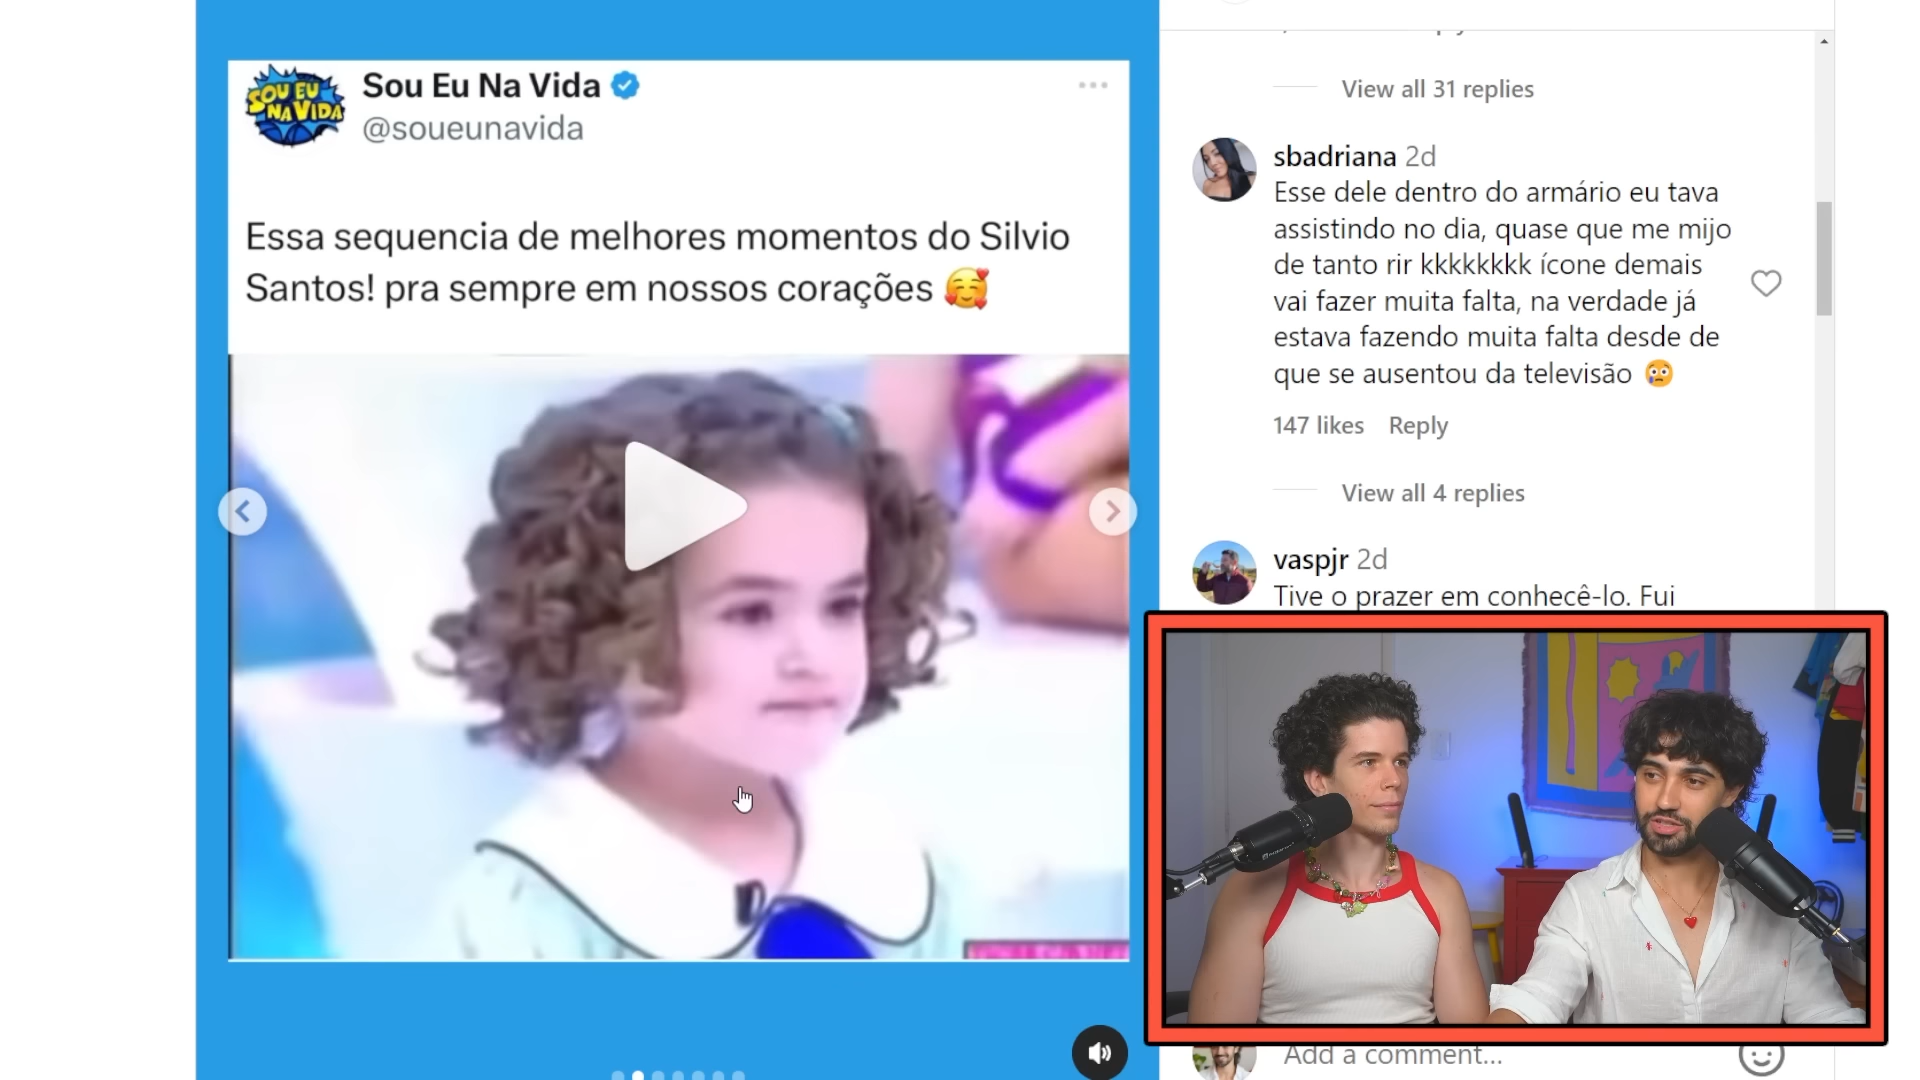 SOU EU
NA VIDA
Sou Eu Na Vida
@soueunavida
Essa sequencia de melhores momentos do Silvio
Santos! pra sempre em nossos corações 🥰
View all 31 replies
sbadriana 2d
Esse dele dentro do armário eu tava
assistindo no dia, quase que me mijo
de tanto rir kkkkkkkk ícone demais
vai fazer muita falta, na verdade já
estava fazendo muita falta desde de
que se ausentou da televisão 😢
147 likes Reply
View all 4 replies
vaspjr 2d
Tive o prazer em conhecê-lo. Fui
Add a comment...